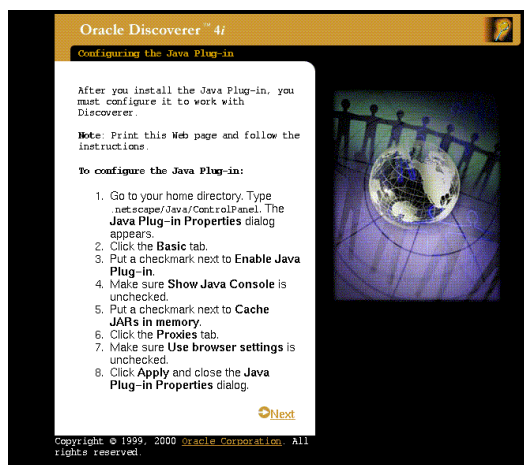 Oracle Discoverer™ 4i
Configuring the Java Plug-in
After you install the Java Plug-in, you
must configure it to work with
Discoverer.
Note: Print this Web page and follow the
instructions.
To configure the Java Plug-in:
1. Go to your home directory. Type
.netscape/Java/ControlPanel. The
Java Plug-in Properties dialog
appears.
2. Click the Basic tab.
3. Put a checkmark next to Enable Java
Plug-in.
4. Make sure Show Java Console is
unchecked.
5. Put a checkmark next to Cache
JARs in memory.
6. Click the Proxies tab.
7. Make sure Use browser settings is
unchecked.
8. Click Apply and close the Java
Plug-in Properties dialog.
Next
Copyright © 1999, 2000 Oracle Corporation. All
rights reserved.